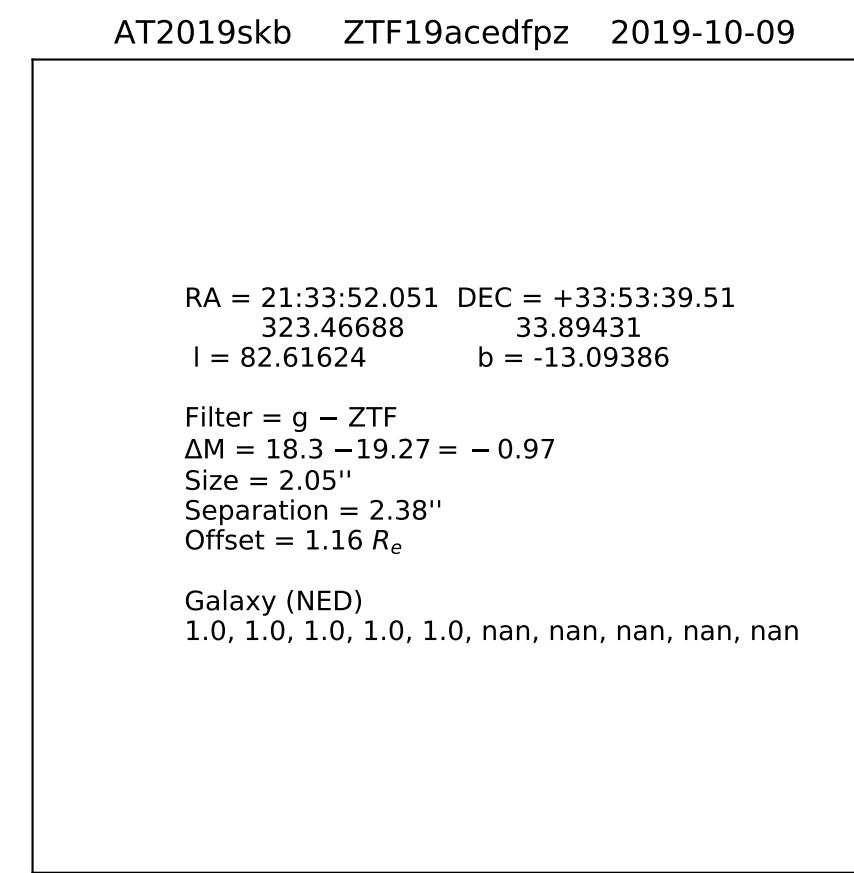 AT2019skb ZTF19acedfpz 2019-10-09
RA = 21:33:52.051 DEC = +33:53:39.51
323.46688 33.89431
l = 82.61624 b = -13.09386
Filter = g − ZTF
ΔM = 18.3 −19.27 = − 0.97
Size = 2.05''
Separation = 2.38''
Offset = 1.16 Rₑ
Galaxy (NED)
1.0, 1.0, 1.0, 1.0, 1.0, nan, nan, nan, nan, nan